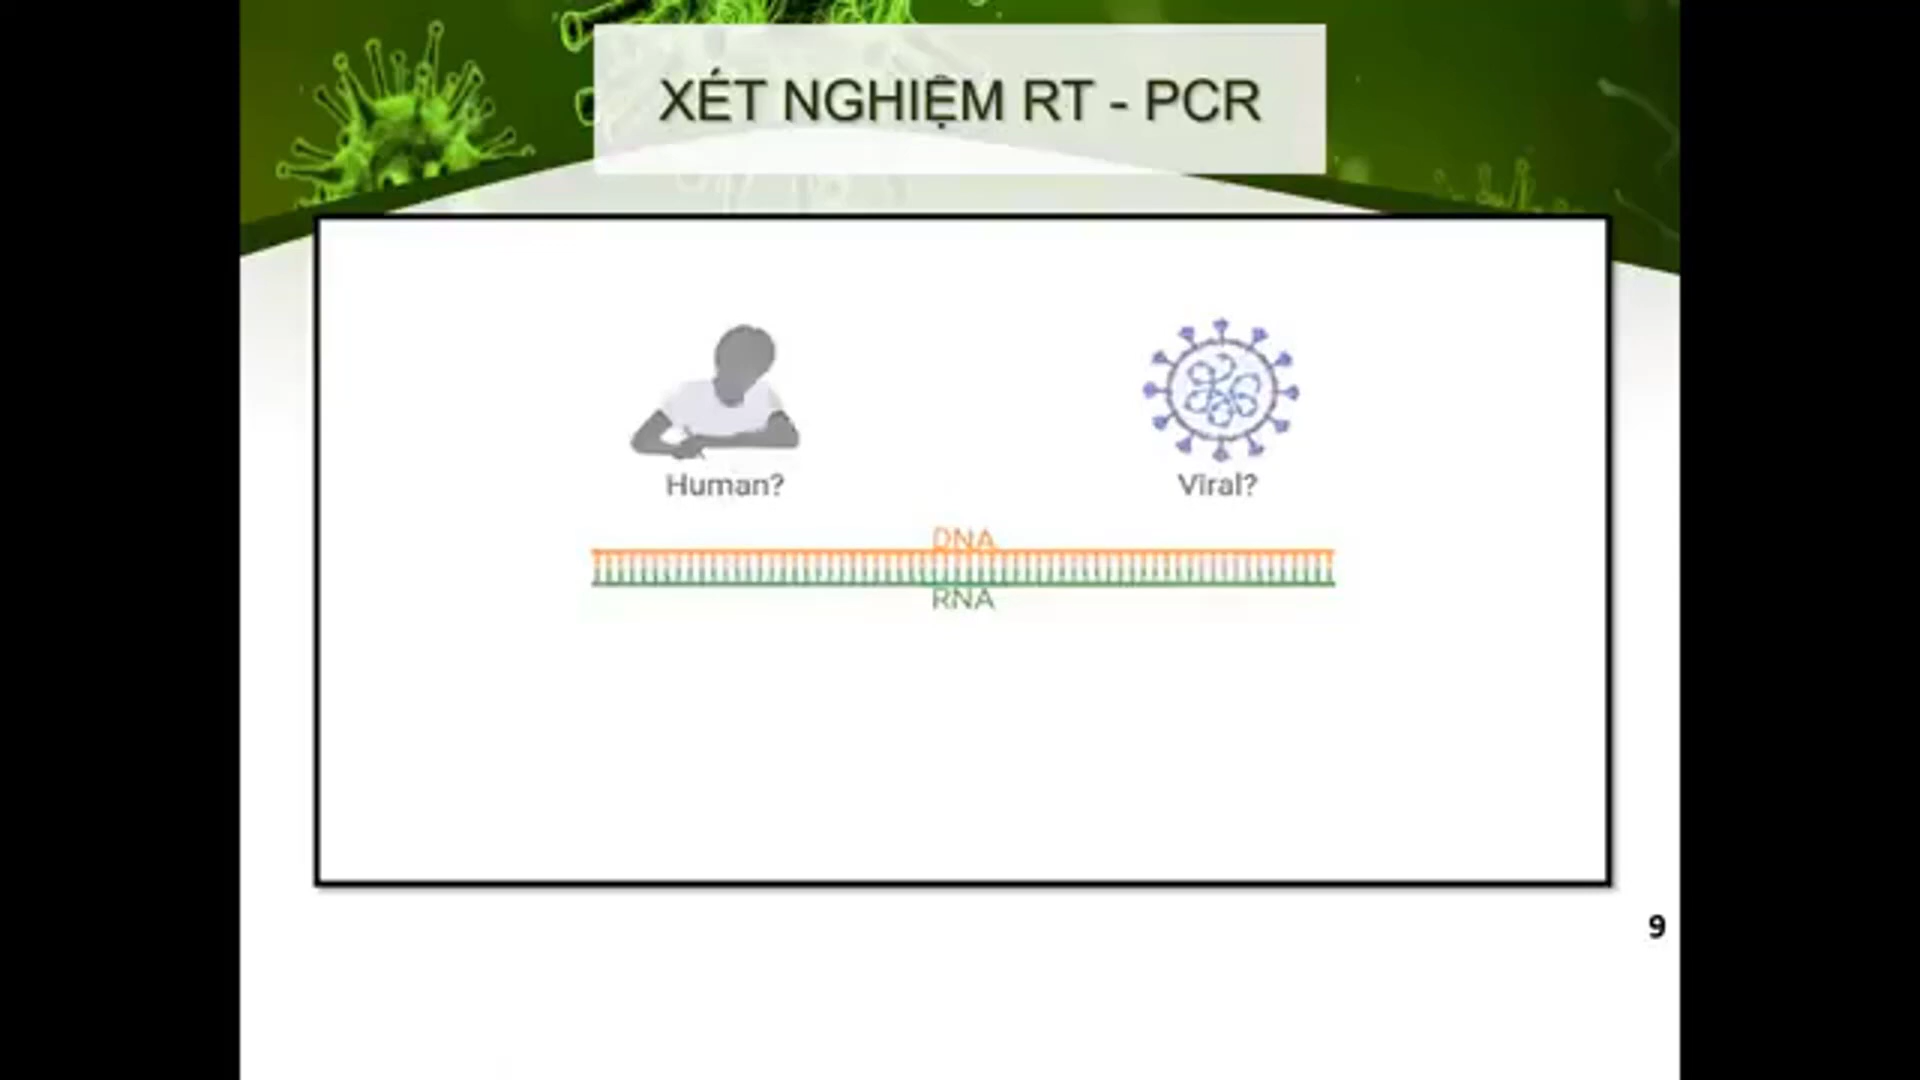 XÉT NGHIỆM RT - PCR
Human?
Viral?
DNA
RNA
9